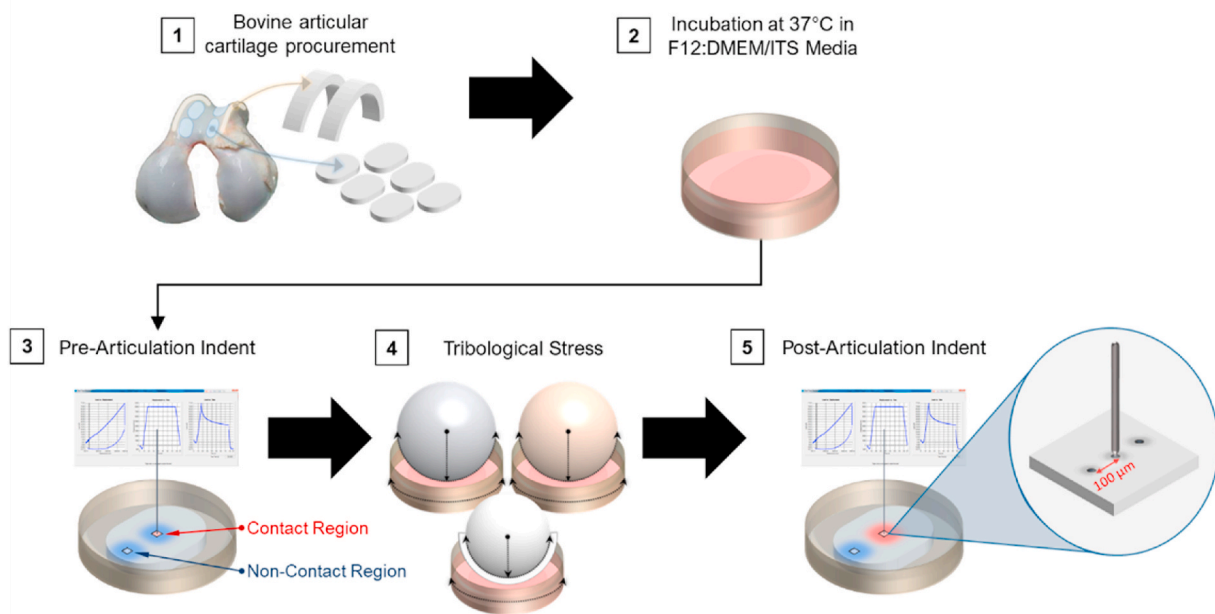 1
Bovine articular
cartilage procurement
2
Incubation at 37°C in
F12:DMEM/ITS Media
3
Pre-Articulation Indent
4
Tribological Stress
5
Post-Articulation Indent
Contact Region
Non-Contact Region
100 μm